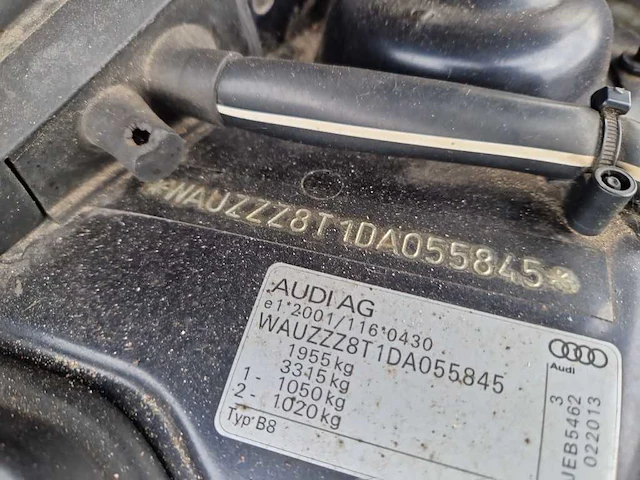 *WAUZZZ8T1DA055845*
AUDI AG
e1*2001/116*0430
WAUZZZ8T1DA055845
1955kg
1- 3315kg
2- 1050kg
1020kg
Typ*B8
Audi
3
JEB5462
022013